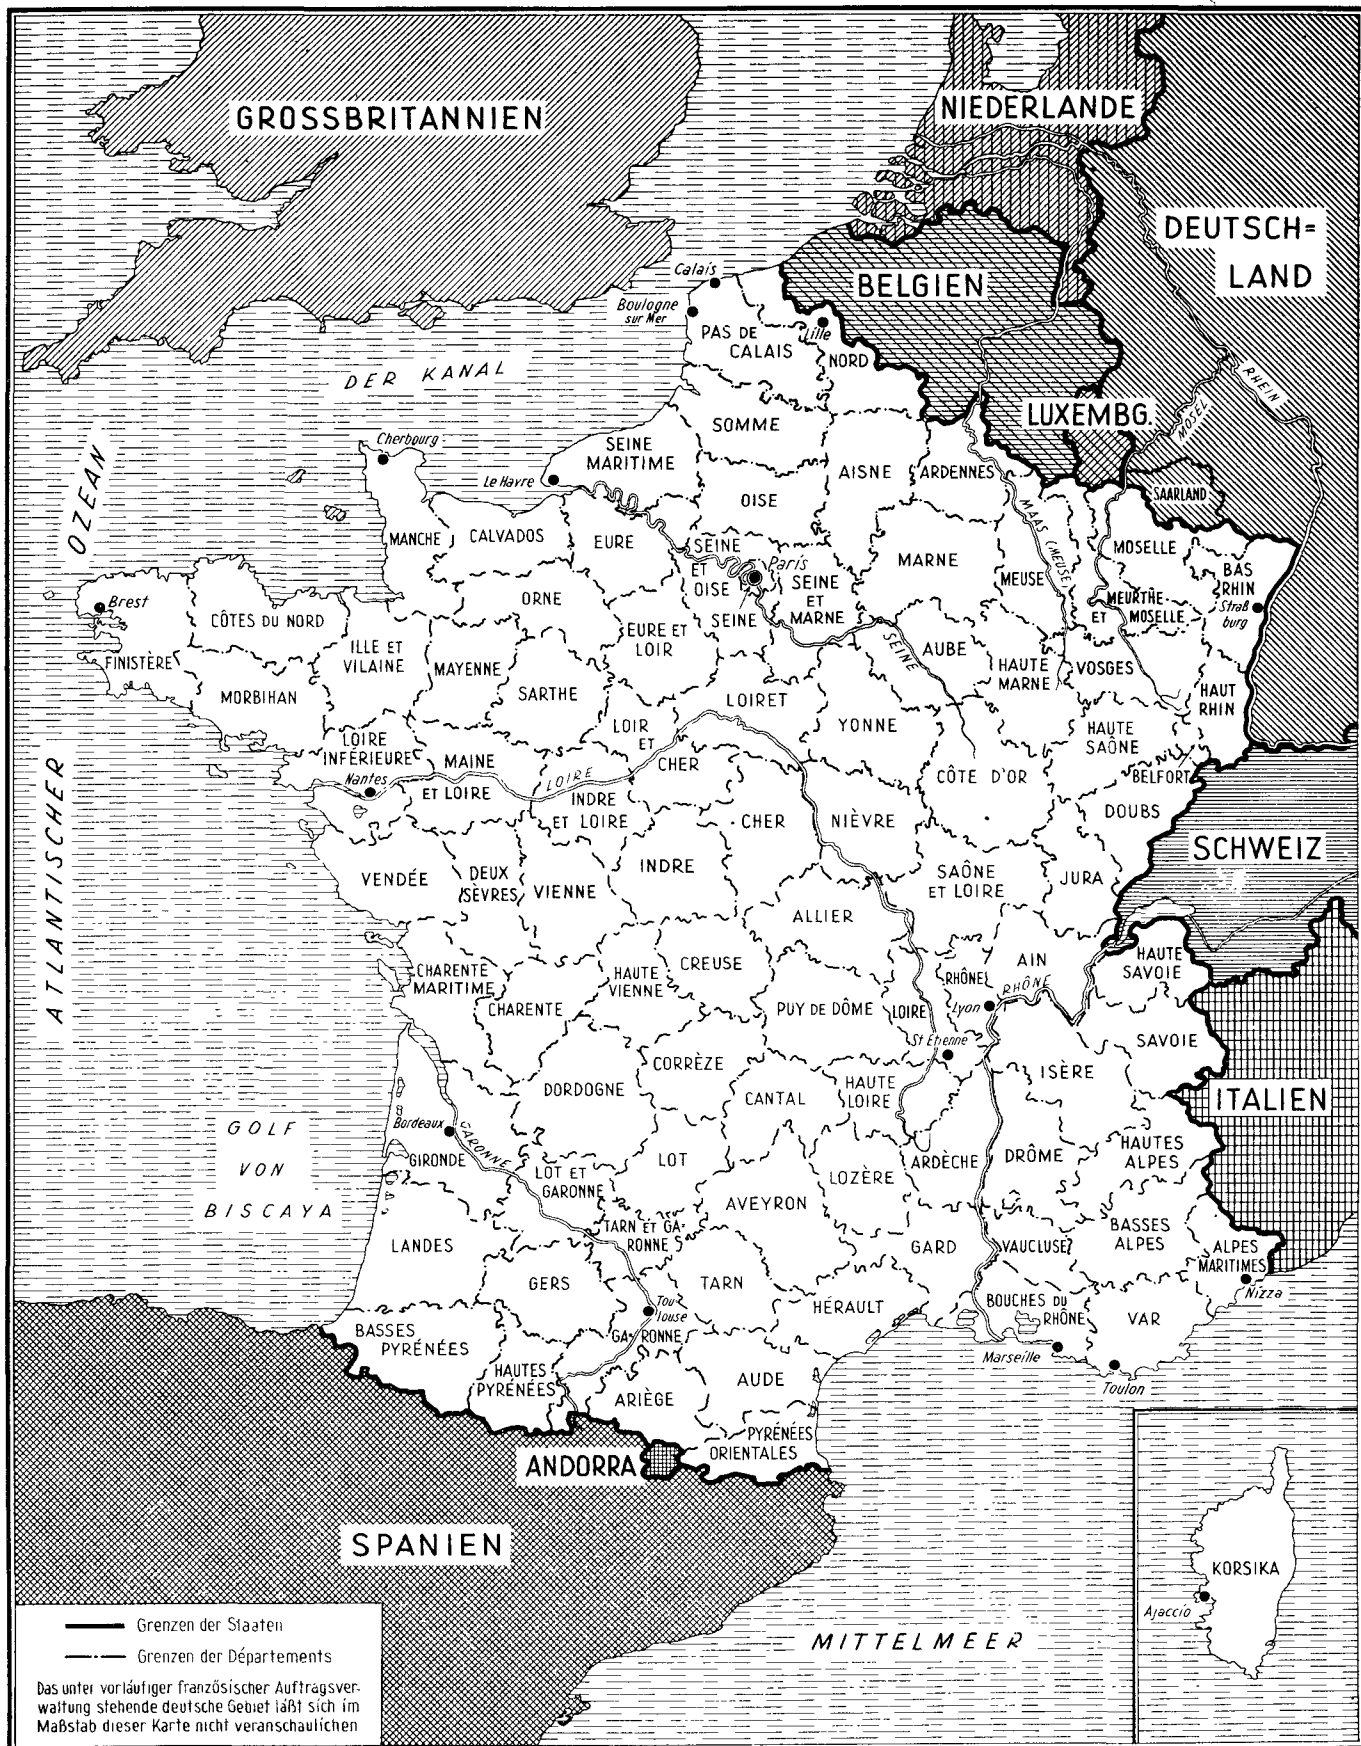 GROSSBRITANNIEN
NIEDERLANDE
DEUTSCH=
LAND
BELGIEN
LUXEMBG.
SAARLAND
SCHWEIZ
ITALIEN
SPANIEN
ANDORRA
DER KANAL
ATLANTISCHER
OZEAN
GOLF
VON
BISCAYA
MITTELMEER
RHEIN
MOSEL
MAAS (MEUSE)
SEINE
LOIRE
RHÔNE
GARONNE
Calais
Boulogne
sur Mer
Lille
Cherbourg
Le Havre
Paris
Brest
Straß
burg
Nantes
Lyon
St Etienne
Bordeaux
Tou
louse
Marseille
Toulon
Nizza
Ajaccio
PAS DE
CALAIS
NORD
SOMME
SEINE
MARITIME
AISNE
ARDENNES
OISE
MANCHE
CALVADOS
EURE
SEINE
ET
OISE
SEINE
SEINE
ET
MARNE
MARNE
MEUSE
MOSELLE
MEURTHE
ET
MOSELLE
BAS
RHIN
HAUT
RHIN
VOSGES
ORNE
EURE ET
LOIR
AUBE
HAUTE
MARNE
CÔTES DU NORD
FINISTÈRE
MORBIHAN
ILLE ET
VILAINE
MAYENNE
SARTHE
LOIR
ET
CHER
LOIRET
YONNE
HAUTE
SAÔNE
BELFORT
LOIRE
INFÉRIEURE
MAINE
ET LOIRE
INDRE
ET LOIRE
CHER
NIÈVRE
CÔTE D'OR
DOUBS
VENDÉE
DEUX
SÈVRES
VIENNE
INDRE
SAÔNE
ET LOIRE
JURA
ALLIER
CHARENTE
MARITIME
CHARENTE
HAUTE
VIENNE
CREUSE
PUY DE DÔME
LOIRE
RHÔNE
AIN
HAUTE
SAVOIE
SAVOIE
ISÈRE
DORDOGNE
CORRÈZE
CANTAL
HAUTE
LOIRE
GIRONDE
LOT ET
GARONNE
LOT
AVEYRON
LOZÈRE
ARDÈCHE
DRÔME
HAUTES
ALPES
LANDES
TARN ET GA-
RONNE
GERS
TARN
GARD
VAUCLUSE
BASSES
ALPES
ALPES
MARITIMES
BASSES
PYRÉNÉES
HAUTES
PYRÉNÉES
GA-RONNE
ARIÈGE
HÉRAULT
BOUCHES DU
RHÔNE
VAR
AUDE
PYRÉNÉES
ORIENTALES
KORSIKA
Grenzen der Staaten
Grenzen der Départements
Das unter vorläufiger französischer Auftragsver-
waltung stehende deutsche Gebiet läßt sich im
Maßstab dieser Karte nicht veranschaulichen